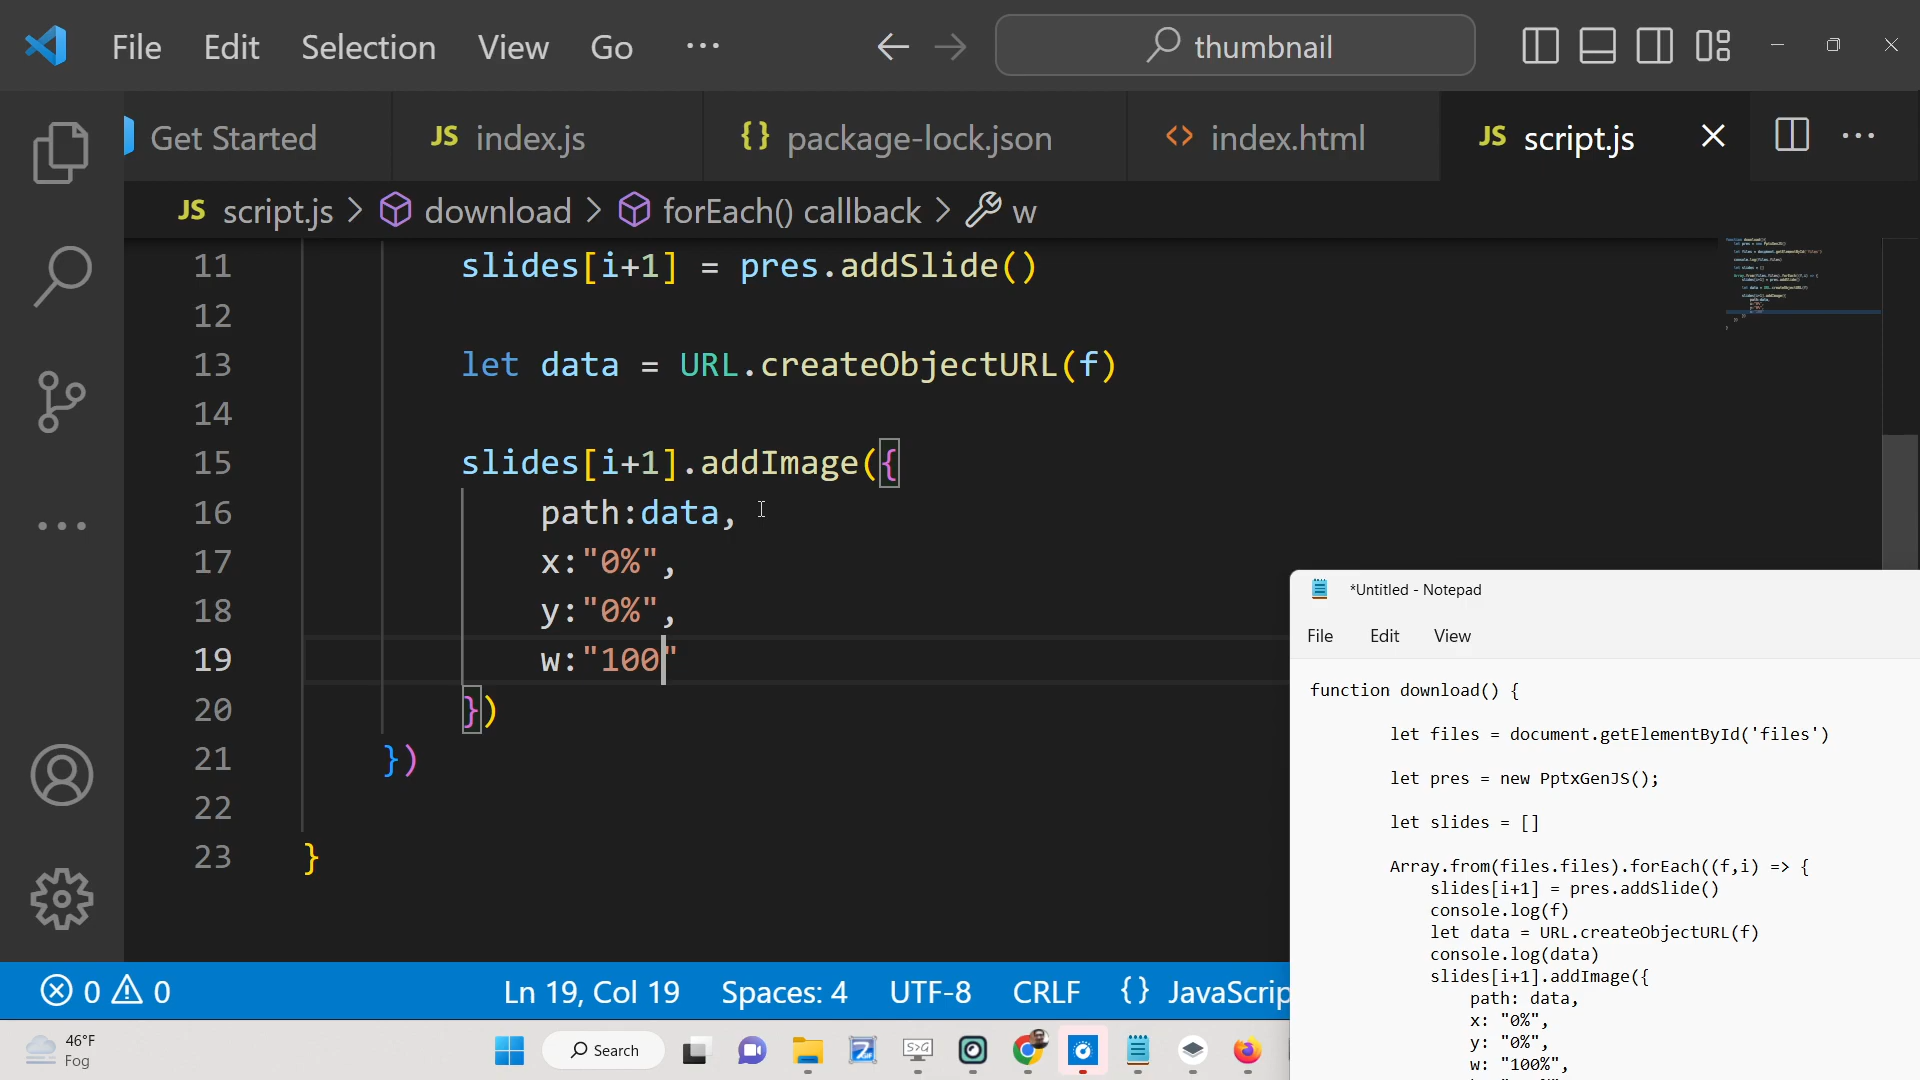 File Edit Selection View Go ··· thumbnail
Get Started JS index.js {} package-lock.json <> index.html JS script.js
JS script.js > download > forEach() callback > w
11 slides[i+1] = pres.addSlide()
12
13 let data = URL.createObjectURL(f)
14
15 slides[i+1].addImage({
16 path:data,
17 x:"0%",
18 y:"0%",
19 w:"100"
20 })
21 })
22
23 }
0 0 Ln 19, Col 19 Spaces: 4 UTF-8 CRLF {} JavaScrip
*Untitled - Notepad
File Edit View
function download() {
let files = document.getElementById('files')
let pres = new PptxGenJS();
let slides = []
Array.from(files.files).forEach((f,i) => {
slides[i+1] = pres.addSlide()
console.log(f)
let data = URL.createObjectURL(f)
console.log(data)
slides[i+1].addImage({
path: data,
x: "0%",
y: "0%",
w: "100%",
46°F
Fog
Search